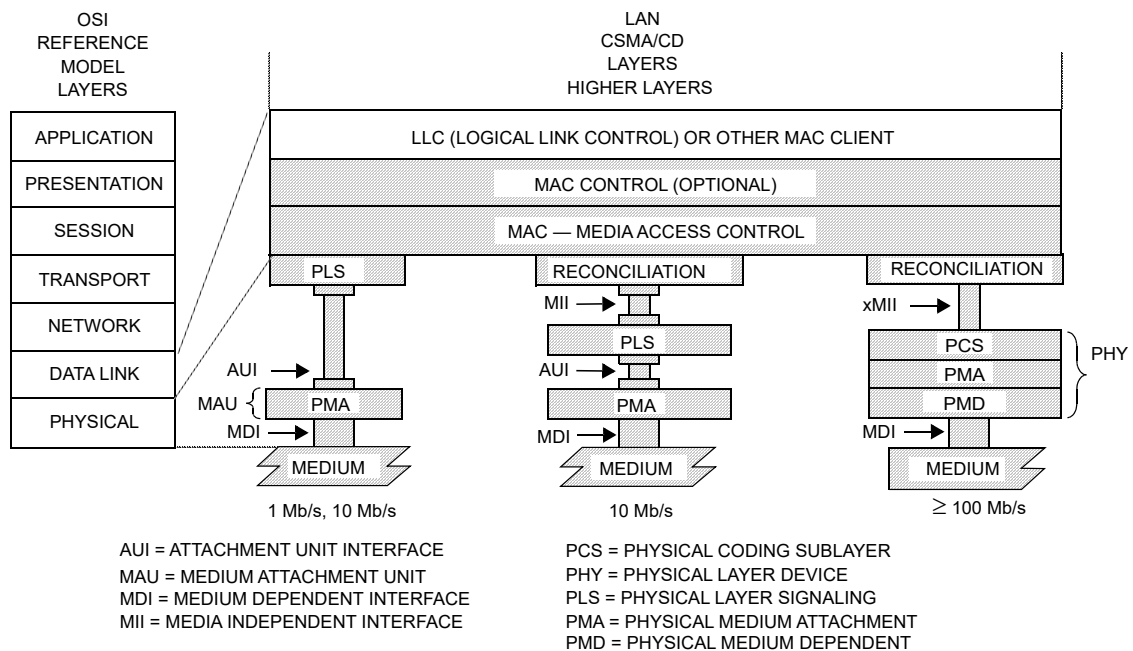 OSI
REFERENCE
MODEL
LAYERS
APPLICATION
PRESENTATION
SESSION
TRANSPORT
NETWORK
DATA LINK
PHYSICAL
LAN
CSMA/CD
LAYERS
HIGHER LAYERS
LLC (LOGICAL LINK CONTROL) OR OTHER MAC CLIENT
MAC CONTROL (OPTIONAL)
MAC — MEDIA ACCESS CONTROL
PLS
AUI
MAU
PMA
MDI
MEDIUM
1 Mb/s, 10 Mb/s
RECONCILIATION
MII
PLS
AUI
PMA
MDI
MEDIUM
10 Mb/s
RECONCILIATION
xMII
PCS
PMA
PMD
PHY
MDI
MEDIUM
≥ 100 Mb/s
AUI = ATTACHMENT UNIT INTERFACE
MAU = MEDIUM ATTACHMENT UNIT
MDI = MEDIUM DEPENDENT INTERFACE
MII = MEDIA INDEPENDENT INTERFACE
PCS = PHYSICAL CODING SUBLAYER
PHY = PHYSICAL LAYER DEVICE
PLS = PHYSICAL LAYER SIGNALING
PMA = PHYSICAL MEDIUM ATTACHMENT
PMD = PHYSICAL MEDIUM DEPENDENT